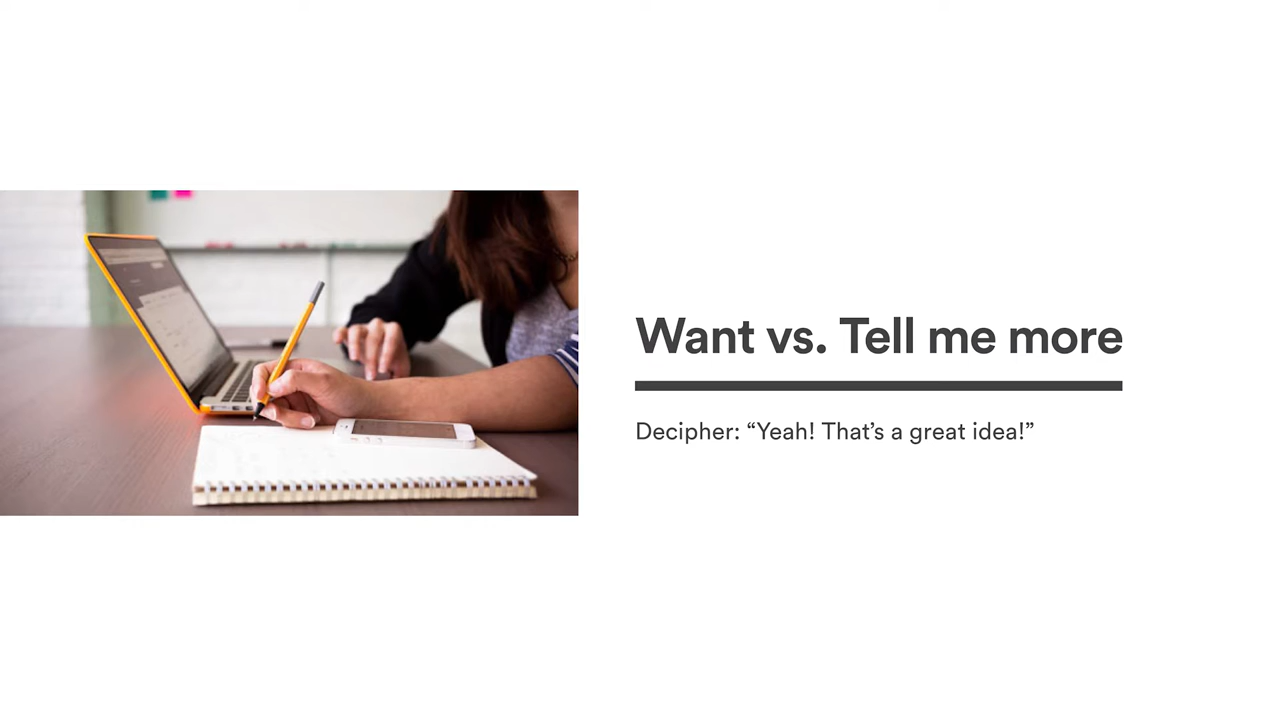 Want vs. Tell me more
Decipher: “Yeah! That’s a great idea!”